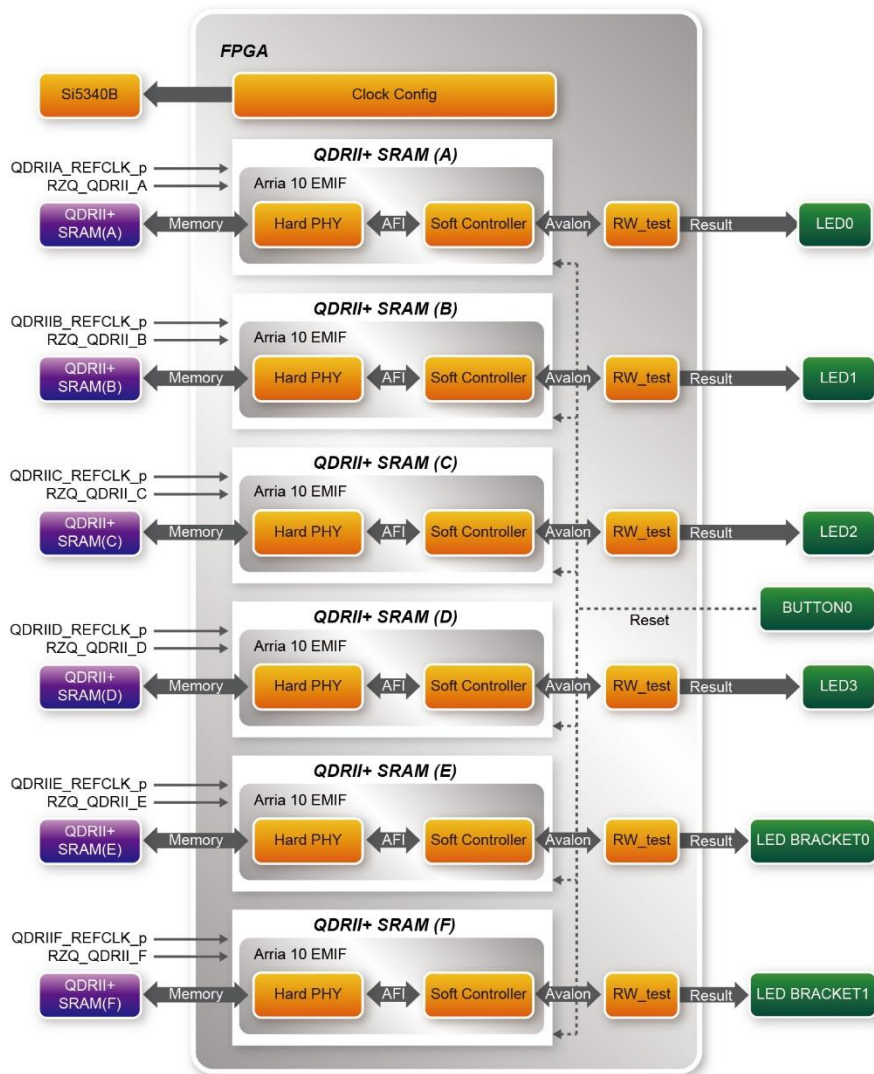 FPGA
Si5340B
Clock Config
QDRII+ SRAM (A)
QDRIIA_REFCLK_p
RZQ_QDRII_A
Arria 10 EMIF
QDRII+
SRAM(A)
Memory
Hard PHY
AFI
Soft Controller
Avalon
RW_test
Result
LED0
QDRII+ SRAM (B)
QDRIIB_REFCLK_p
RZQ_QDRII_B
Arria 10 EMIF
QDRII+
SRAM(B)
Memory
Hard PHY
AFI
Soft Controller
Avalon
RW_test
Result
LED1
QDRII+ SRAM (C)
QDRIIC_REFCLK_p
RZQ_QDRII_C
Arria 10 EMIF
QDRII+
SRAM(C)
Memory
Hard PHY
AFI
Soft Controller
Avalon
RW_test
Result
LED2
BUTTON0
Reset
QDRII+ SRAM (D)
QDRIID_REFCLK_p
RZQ_QDRII_D
Arria 10 EMIF
QDRII+
SRAM(D)
Memory
Hard PHY
AFI
Soft Controller
Avalon
RW_test
Result
LED3
QDRII+ SRAM (E)
QDRIIE_REFCLK_p
RZQ_QDRII_E
Arria 10 EMIF
QDRII+
SRAM(E)
Memory
Hard PHY
AFI
Soft Controller
Avalon
RW_test
Result
LED BRACKET0
QDRII+ SRAM (F)
QDRIIF_REFCLK_p
RZQ_QDRII_F
Arria 10 EMIF
QDRII+
SRAM(F)
Memory
Hard PHY
AFI
Soft Controller
Avalon
RW_test
Result
LED BRACKET1